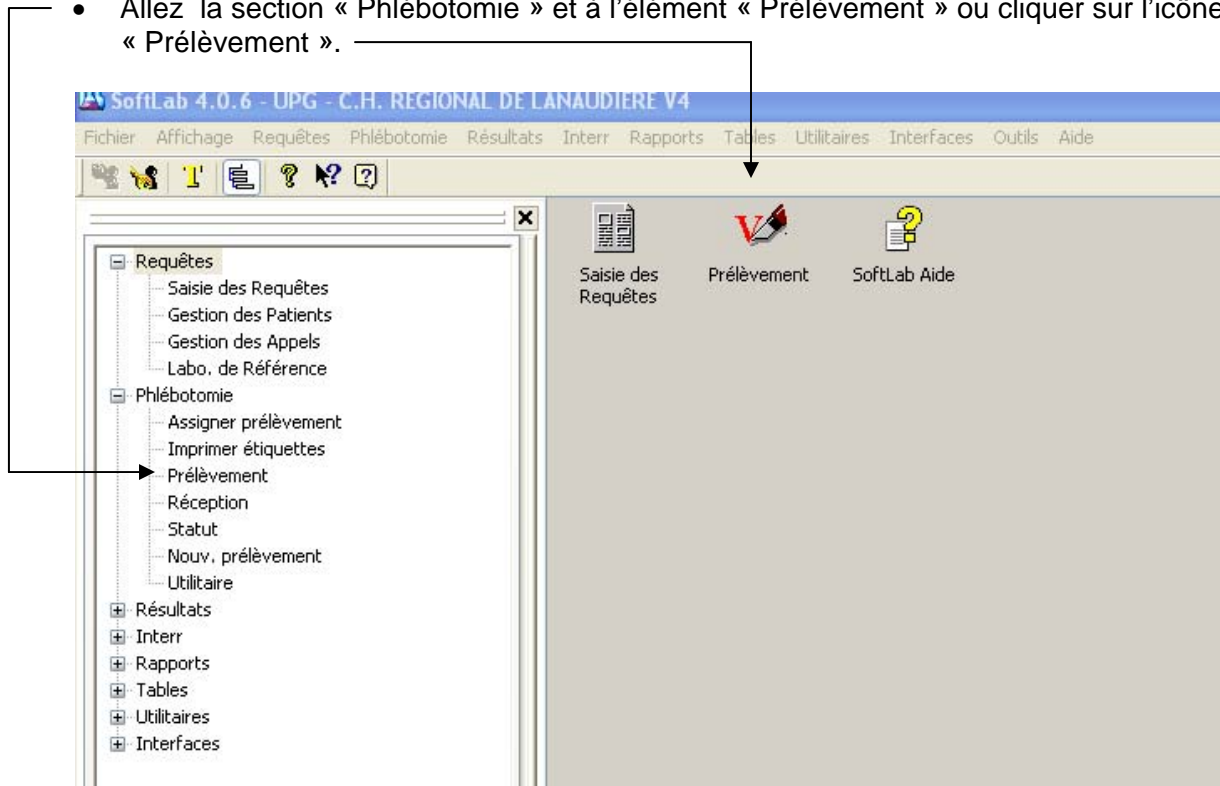 • Allez la section « Phlébotomie » et à l'élément « Prélèvement » ou cliquer sur l'icône
« Prélèvement ».
SoftLab 4.0.6 - UPG - C.H. REGIONAL DE LANAUDIERE V4
Fichier Affichage Requêtes Phlébotomie Résultats Interr Rapports Tables Utilitaires Interfaces Outils Aide
Requêtes
Saisie des Requêtes
Gestion des Patients
Gestion des Appels
Labo. de Référence
Phlébotomie
Assigner prélèvement
Imprimer étiquettes
Prélèvement
Réception
Statut
Nouv. prélèvement
Utilitaire
Résultats
Interr
Rapports
Tables
Utilitaires
Interfaces
Saisie des
Requêtes
Prélèvement
SoftLab Aide